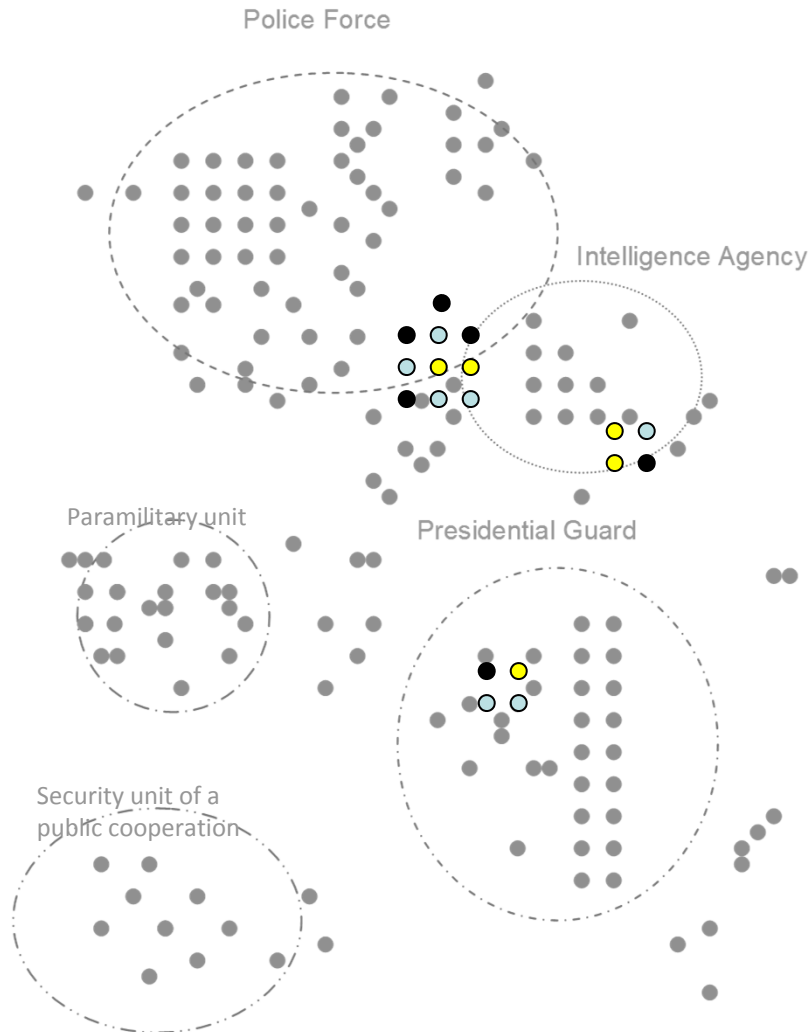 Police Force
Intelligence Agency
Paramilitary unit
Presidential Guard
Security unit of a
public cooperation